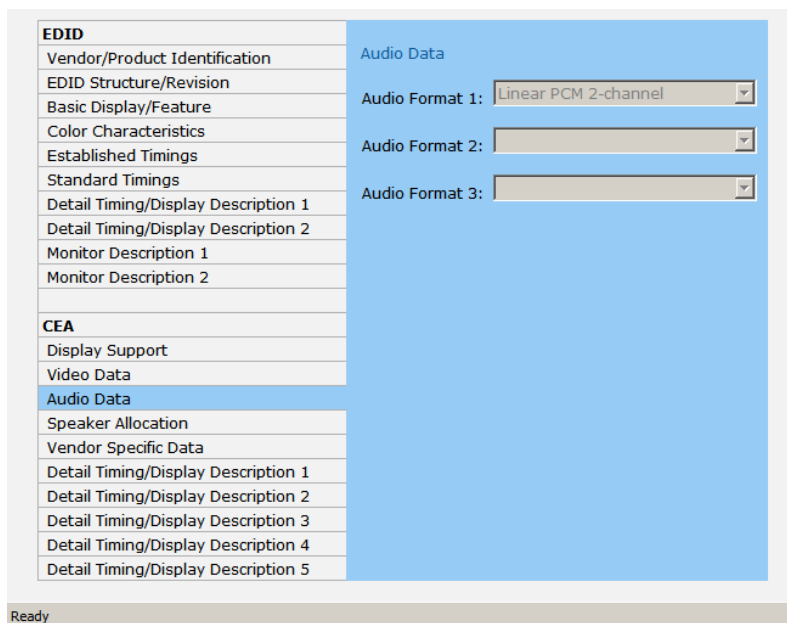 EDID
Vendor/Product Identification
EDID Structure/Revision
Basic Display/Feature
Color Characteristics
Established Timings
Standard Timings
Detail Timing/Display Description 1
Detail Timing/Display Description 2
Monitor Description 1
Monitor Description 2
CEA
Display Support
Video Data
Audio Data
Speaker Allocation
Vendor Specific Data
Detail Timing/Display Description 1
Detail Timing/Display Description 2
Detail Timing/Display Description 3
Detail Timing/Display Description 4
Detail Timing/Display Description 5
Audio Data
Audio Format 1: Linear PCM 2-channel
Audio Format 2:
Audio Format 3:
Ready